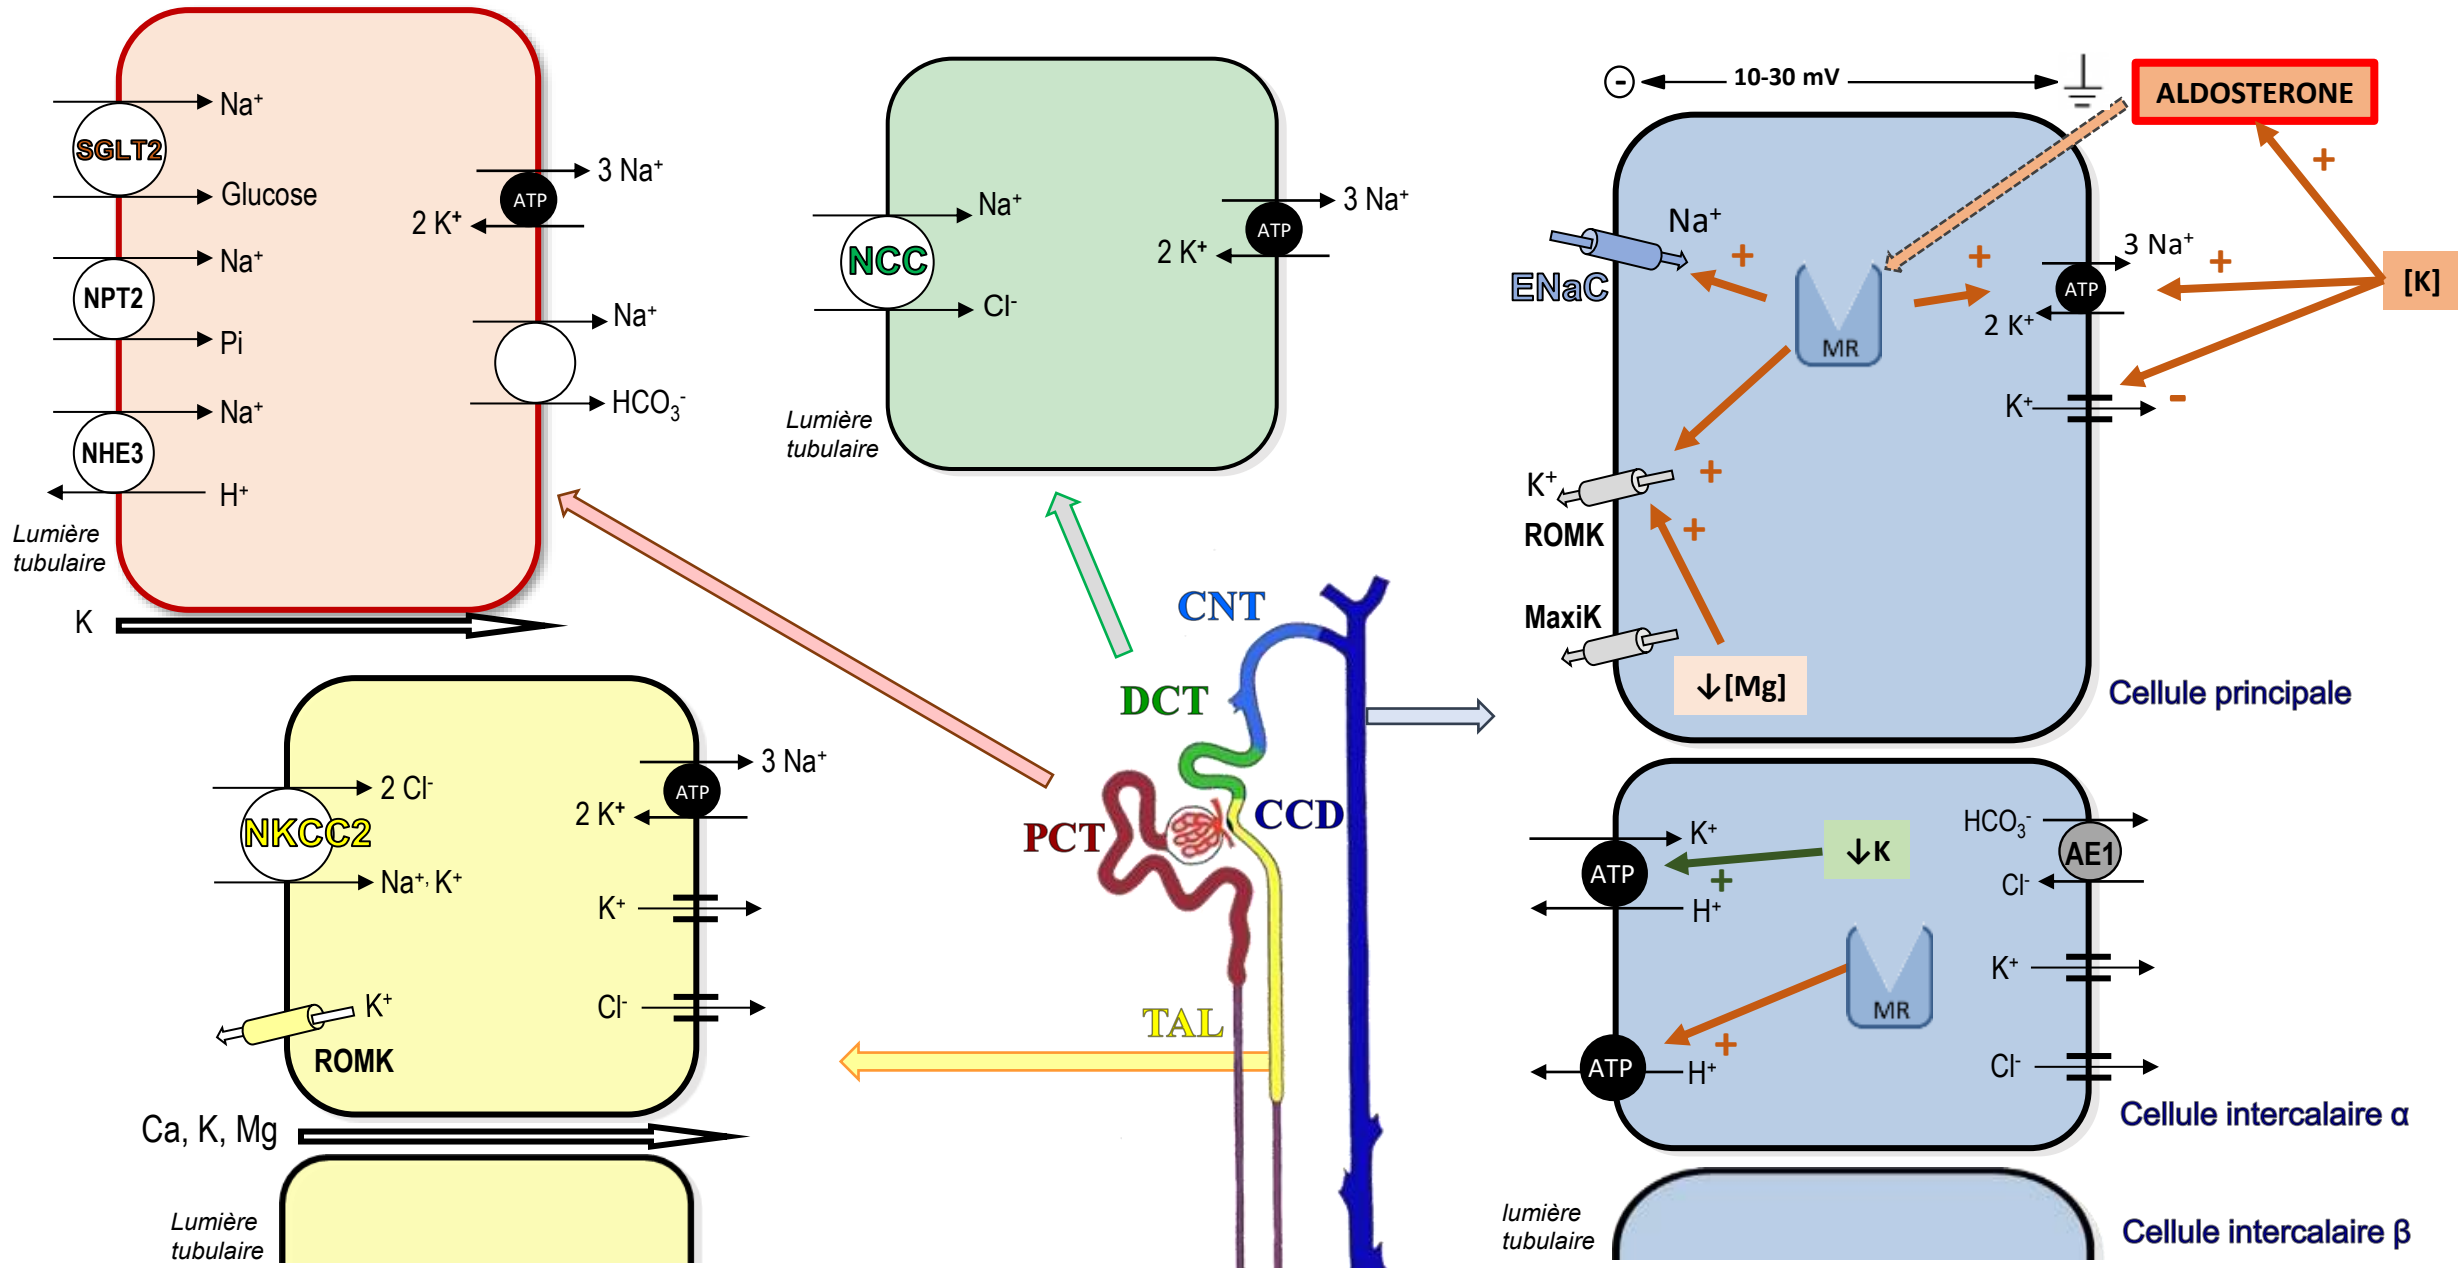 Na⁺
SGLT2
Glucose
Na⁺
NPT2
Pi
Na⁺
NHE3
H⁺
Lumière
tubulaire
3 Na⁺
ATP
2 K⁺
Na⁺
HCO₃⁻
K
Na⁺
NCC
Cl⁻
3 Na⁺
ATP
2 K⁺
Lumière
tubulaire
- 10-30 mV
ALDOSTERONE
+
Na⁺
ENaC
+
+
MR
3 Na⁺
ATP
2 K⁺
+
[K]
K⁺
-
K⁺
ROMK
+
+
MaxiK
↓[Mg]
Cellule principale
2 Cl⁻
NKCC2
Na⁺, K⁺
3 Na⁺
ATP
2 K⁺
K⁺
Cl⁻
K⁺
ROMK
Ca, K, Mg
Lumière
tubulaire
CNT
DCT
PCT
CCD
TAL
K⁺
ATP
H⁺
↓K
+
HCO₃⁻
AE1
Cl⁻
MR
K⁺
ATP
H⁺
+
Cl⁻
Cellule intercalaire α
lumière
tubulaire
Cellule intercalaire β